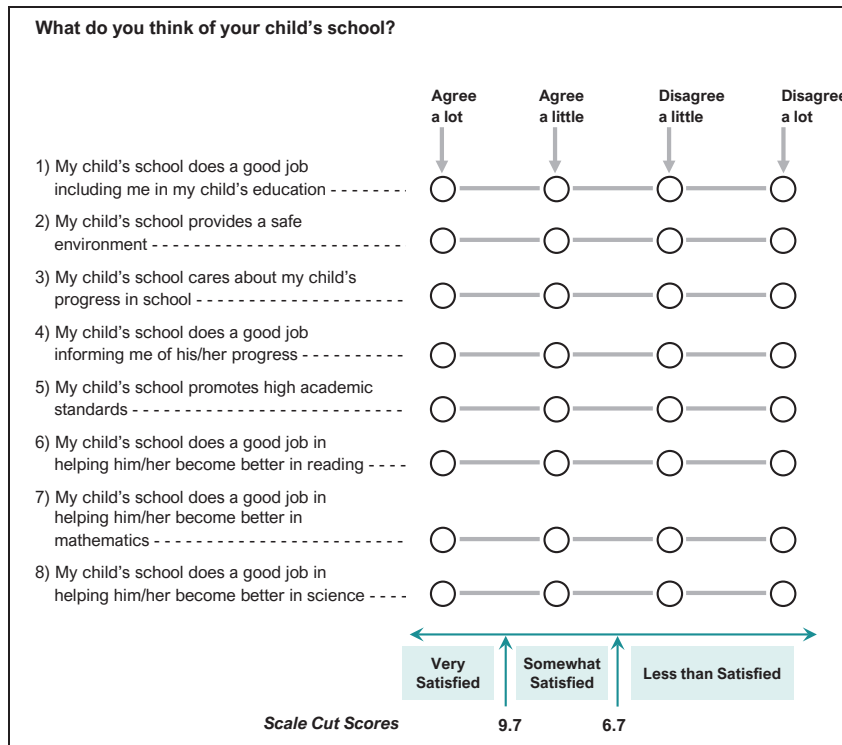 What do you think of your child's school?
Agree a lot
Agree a little
Disagree a little
Disagree a lot
1) My child's school does a good job
including me in my child's education - - - - - - - - -
2) My child's school provides a safe
environment - - - - - - - - - - - - - - - - - - - - - - - - - - - -
3) My child's school cares about my child's
progress in school - - - - - - - - - - - - - - - - - - - - - - -
4) My child's school does a good job
informing me of his/her progress - - - - - - - - - - - -
5) My child's school promotes high academic
standards - - - - - - - - - - - - - - - - - - - - - - - - - - - - - -
6) My child's school does a good job in
helping him/her become better in reading - - - -
7) My child's school does a good job in
helping him/her become better in
mathematics - - - - - - - - - - - - - - - - - - - - - - - - - - - -
8) My child's school does a good job in
helping him/her become better in science - - - -
Very Satisfied
Somewhat Satisfied
Less than Satisfied
Scale Cut Scores 9.7 6.7